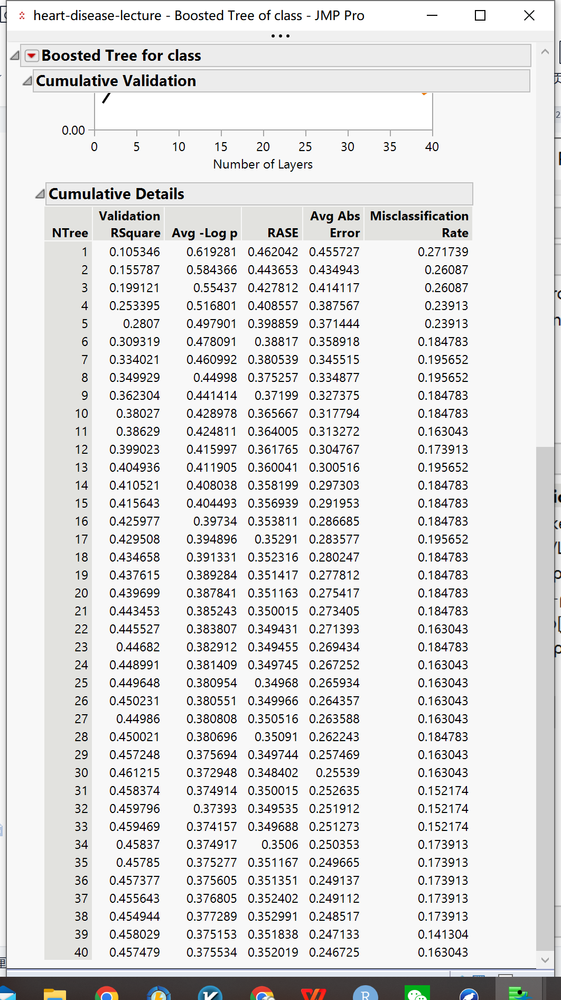 heart-disease-lecture - Boosted Tree of class - JMP Pro
Boosted Tree for class
Cumulative Validation
0.00
0 5 10 15 20 25 30 35 40
Number of Layers
Cumulative Details
Validation Avg Abs Misclassification
NTree RSquare Avg -Log p RASE Error Rate
1 0.105346 0.619281 0.462042 0.455727 0.271739
2 0.155787 0.584366 0.443653 0.434943 0.26087
3 0.199121 0.55437 0.427812 0.414117 0.26087
4 0.253395 0.516801 0.408557 0.387567 0.23913
5 0.2807 0.497901 0.398859 0.371444 0.23913
6 0.309319 0.478091 0.38817 0.358918 0.184783
7 0.334021 0.460992 0.380539 0.345515 0.195652
8 0.349929 0.44998 0.375257 0.334877 0.195652
9 0.362304 0.441414 0.37199 0.327375 0.184783
10 0.38027 0.428978 0.365667 0.317794 0.184783
11 0.38629 0.424811 0.364005 0.313272 0.163043
12 0.399023 0.415997 0.361765 0.304767 0.173913
13 0.404936 0.411905 0.360041 0.300516 0.195652
14 0.410521 0.408038 0.358199 0.297303 0.184783
15 0.415643 0.404493 0.356939 0.291953 0.184783
16 0.425977 0.39734 0.353811 0.286685 0.184783
17 0.429508 0.394896 0.35291 0.283577 0.195652
18 0.434658 0.391331 0.352316 0.280247 0.184783
19 0.437615 0.389284 0.351417 0.277812 0.184783
20 0.439699 0.387841 0.351163 0.275417 0.184783
21 0.443453 0.385243 0.350015 0.273405 0.184783
22 0.445527 0.383807 0.349431 0.271393 0.163043
23 0.44682 0.382912 0.349455 0.269434 0.184783
24 0.448991 0.381409 0.349745 0.267252 0.163043
25 0.449648 0.380954 0.34968 0.265934 0.163043
26 0.450231 0.380551 0.349966 0.264357 0.163043
27 0.44986 0.380808 0.350516 0.263588 0.163043
28 0.450021 0.380696 0.35091 0.262243 0.184783
29 0.457248 0.375694 0.349744 0.257469 0.163043
30 0.461215 0.372948 0.348402 0.25539 0.163043
31 0.458374 0.374914 0.350015 0.252635 0.152174
32 0.459796 0.37393 0.349535 0.251912 0.152174
33 0.459469 0.374157 0.349688 0.251273 0.152174
34 0.45837 0.374917 0.3506 0.250353 0.173913
35 0.45785 0.375277 0.351167 0.249665 0.173913
36 0.457377 0.375605 0.351351 0.249137 0.173913
37 0.455643 0.376805 0.352402 0.249112 0.173913
38 0.454944 0.377289 0.352991 0.248517 0.173913
39 0.458029 0.375153 0.351838 0.247133 0.141304
40 0.457479 0.375534 0.352019 0.246725 0.163043